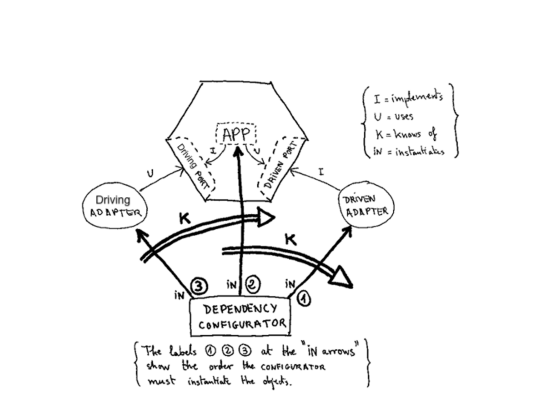 I = implements
U = uses
K = knows of
iN = instantiates
APP
I
U
Driving
PORT
DRIVEN PORT
U
I
Driving
ADAPTER
DRIVEN
ADAPTER
K
K
iN
3
iN
2
iN
1
DEPENDENCY
CONFIGURATOR
The labels 1 2 3 at the "iN arrows"
show the order the CONFIGURATOR
must instantiate the objects.